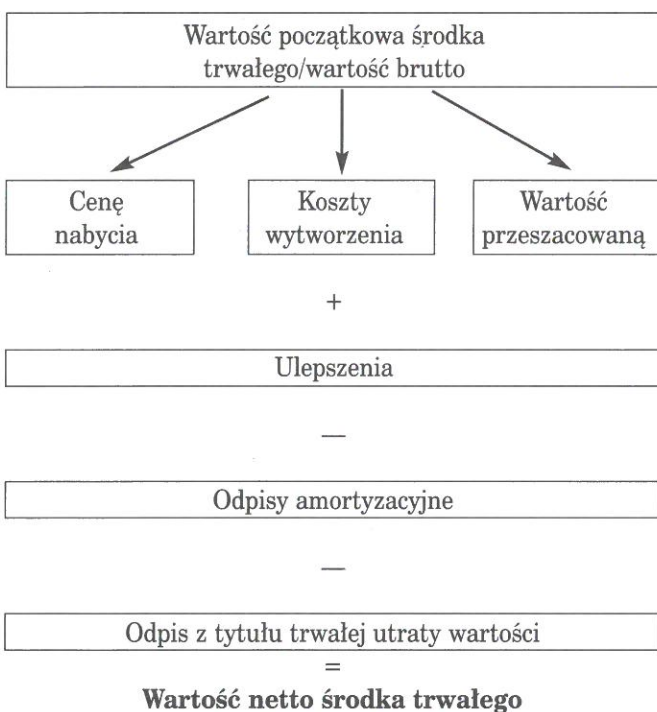 Wartość początkowa środka
trwałego/wartość brutto
Cenę
nabycia
Koszty
wytworzenia
Wartość
przeszacowaną
+
Ulepszenia
—
Odpisy amortyzacyjne
—
Odpis z tytułu trwałej utraty wartości
=
Wartość netto środka trwałego